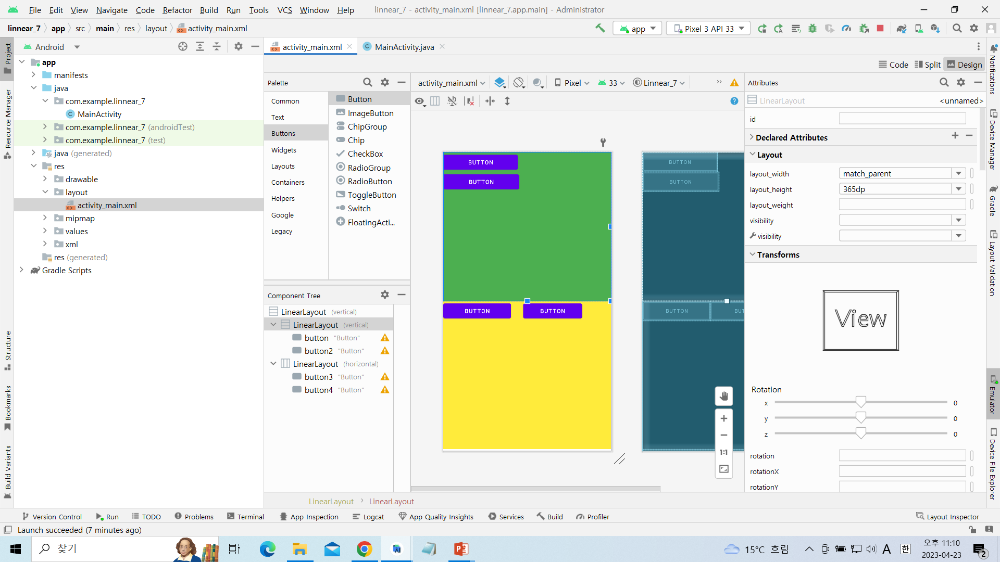 File Edit View Navigate Code Refactor Build Run Tools VCS Window Help linnear_7 - activity_main.xml [linnear_7.app.main] - Administrator
linnear_7 app src main res layout activity_main.xml app Pixel 3 API 33
Project
Resource Manager
Structure
Bookmarks
Build Variants
Android
app
manifests
java
com.example.linnear_7
MainActivity
com.example.linnear_7 (androidTest)
com.example.linnear_7 (test)
java (generated)
res
drawable
layout
activity_main.xml
mipmap
values
xml
res (generated)
Gradle Scripts
activity_main.xml
MainActivity.java
Code Split Design
Palette
Common
Text
Buttons
Widgets
Layouts
Containers
Helpers
Google
Legacy
Button
ImageButton
ChipGroup
Chip
CheckBox
RadioGroup
RadioButton
ToggleButton
Switch
FloatingActi...
Component Tree
LinearLayout (vertical)
LinearLayout (vertical)
button "Button"
button2 "Button"
LinearLayout (horizontal)
button3 "Button"
button4 "Button"
activity_main.xml Pixel 33 Linnear_7
BUTTON
BUTTON
BUTTON BUTTON
BUTTON
BUTTON
BUTTON BUT
1:1
LinearLayout LinearLayout
Attributes
LinearLayout <unnamed>
id
Declared Attributes
Layout
layout_width match_parent
layout_height 365dp
layout_weight
visibility
visibility
Transforms
View
Rotation
x 0
y 0
z 0
rotation
rotationX
rotationY
Notifications
Device Manager
Gradle
Layout Validation
Emulator
Device File Explorer
Version Control Run TODO Problems Terminal App Inspection Logcat App Quality Insights Services Build Profiler Layout Inspector
Launch succeeded (7 minutes ago)
찾기
15°C 흐림
A
한
오후 11:10
2023-04-23
2